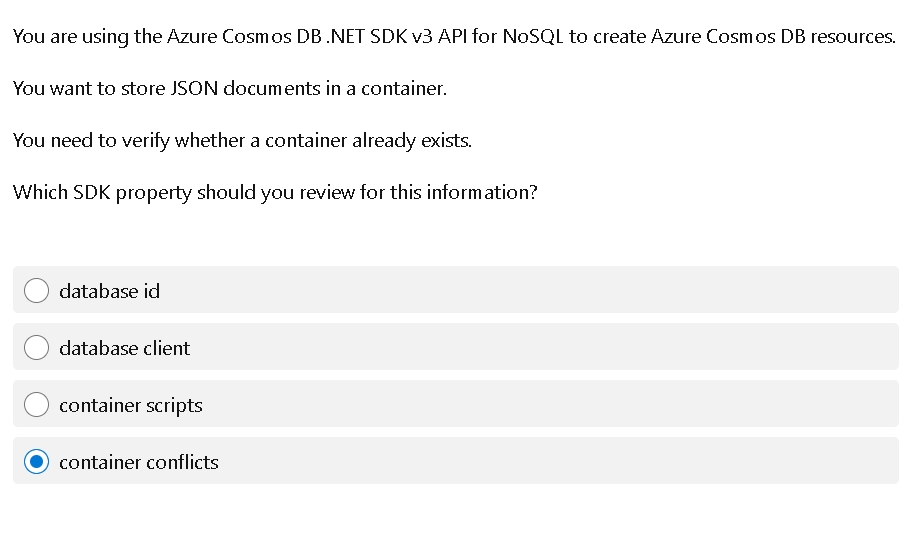 You are using the Azure Cosmos DB .NET SDK v3 API for NoSQL to create Azure Cosmos DB resources.
You want to store JSON documents in a container.
You need to verify whether a container already exists.
Which SDK property should you review for this information?
database id
database client
container scripts
container conflicts